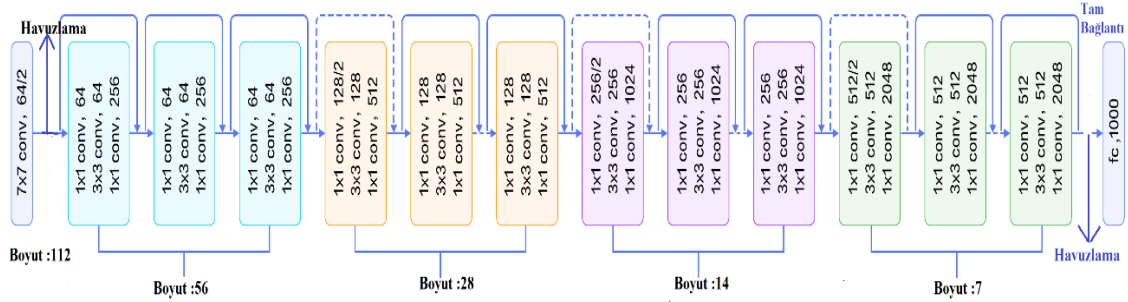 Havuzlama
Tam
Bağlantı
7x7 conv, 64/2
1x1 conv, 64
3x3 conv, 64
1x1 conv, 256
1x1 conv, 64
3x3 conv, 64
1x1 conv, 256
1x1 conv, 64
3x3 conv, 64
1x1 conv, 256
1x1 conv, 128/2
3x3 conv, 128
1x1 conv, 512
1x1 conv, 128
3x3 conv, 128
1x1 conv, 512
1x1 conv, 128
3x3 conv, 128
1x1 conv, 512
1x1 conv, 256/2
3x3 conv, 256
1x1 conv, 1024
1x1 conv, 256
3x3 conv, 256
1x1 conv, 1024
1x1 conv, 256
3x3 conv, 256
1x1 conv, 1024
1x1 conv, 512/2
3x3 conv, 512
1x1 conv, 2048
1x1 conv, 512
3x3 conv, 512
1x1 conv, 2048
1x1 conv, 512
3x3 conv, 512
1x1 conv, 2048
fc ,1000
Boyut :112
Havuzlama
Boyut :56
Boyut :28
Boyut :14
Boyut :7